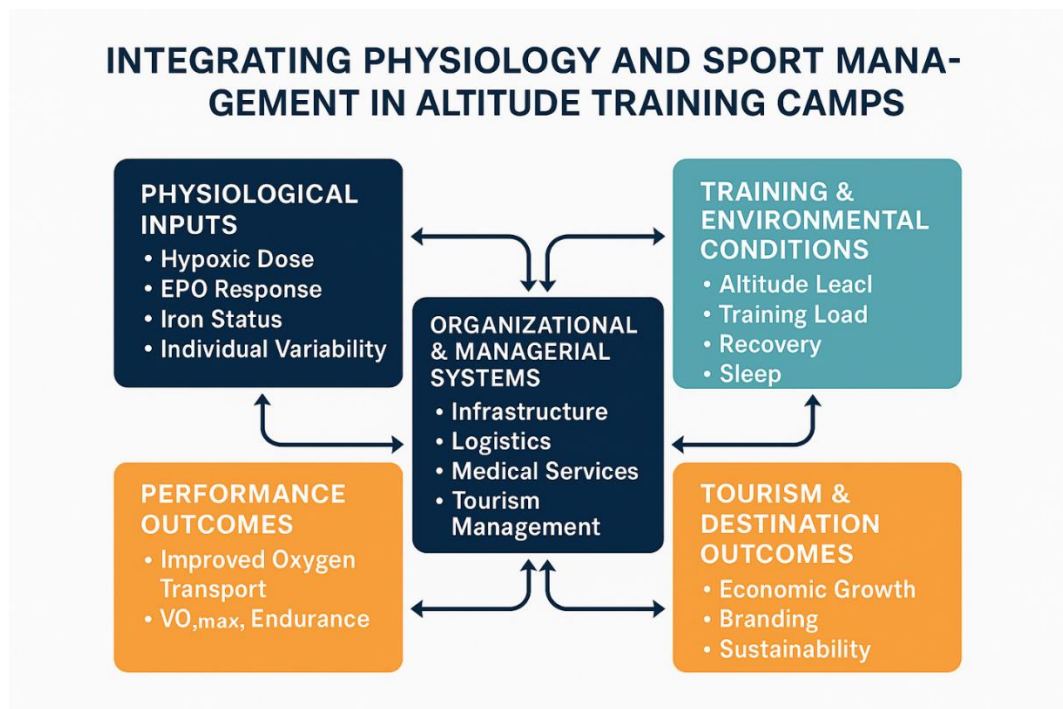 INTEGRATING PHYSIOLOGY AND SPORT MANA-
GEMENT IN ALTITUDE TRAINING CAMPS
PHYSIOLOGICAL
INPUTS
• Hypoxic Dose
• EPO Response
• Iron Status
• Individual Variability
TRAINING &
ENVIRONMENTAL
CONDITIONS
• Altitude Leacl
• Training Load
• Recovery
• Sleep
ORGANIZATIONAL
& MANAGERIAL
SYSTEMS
• Infrastructure
• Logistics
• Medical Services
• Tourism
Management
PERFORMANCE
OUTCOMES
• Improved Oxygen
Transport
• VO,max, Endurance
TOURISM &
DESTINATION
OUTCOMES
• Economic Growth
• Branding
• Sustainability